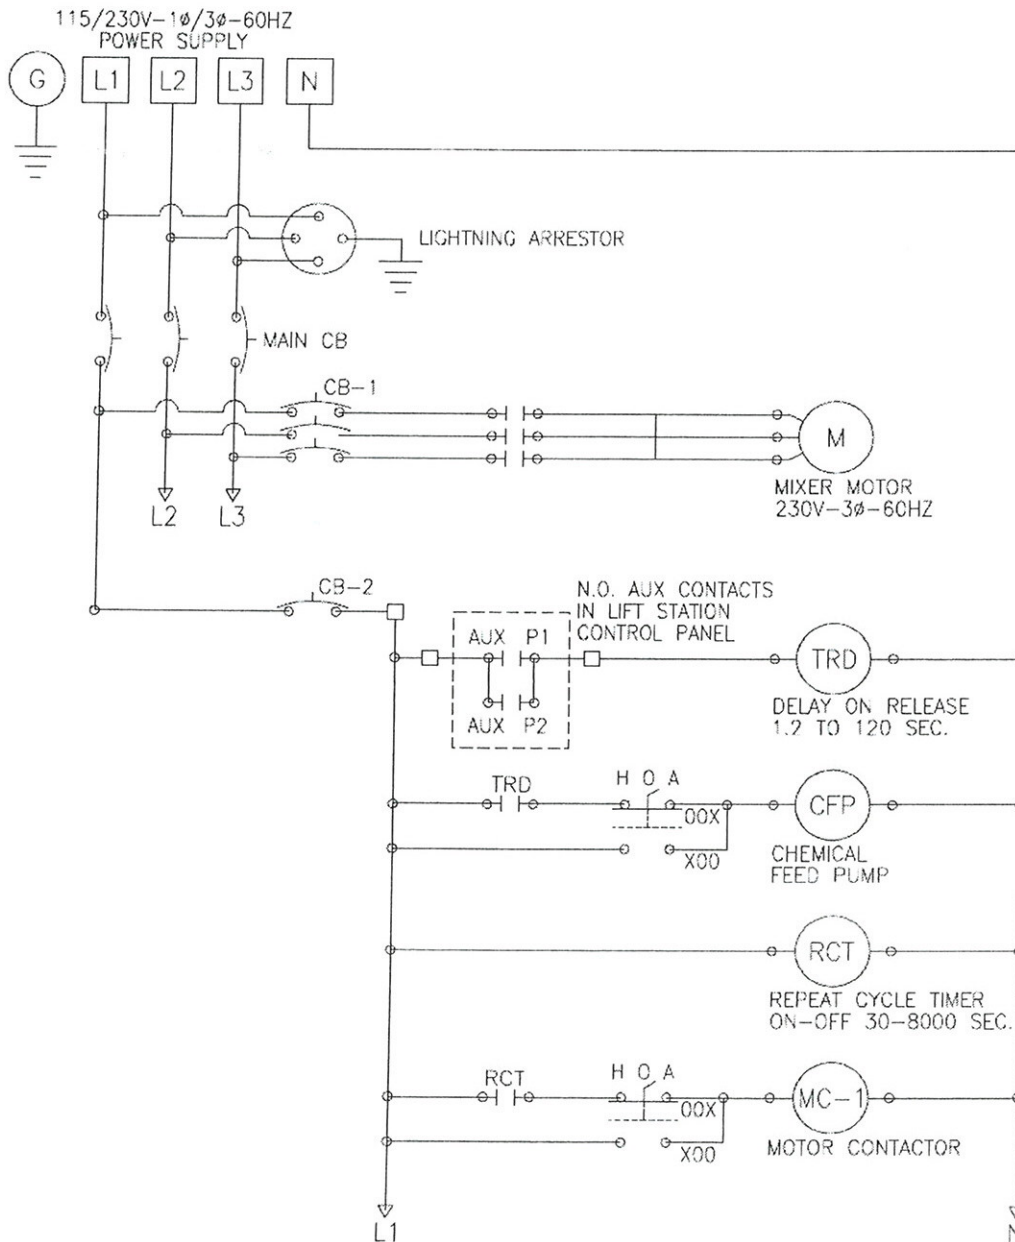 115/230V-1ø/3ø-60HZ
POWER SUPPLY
G
L1
L2
L3
N
LIGHTNING ARRESTOR
MAIN CB
CB-1
M
MIXER MOTOR
230V-3ø-60HZ
L2
L3
CB-2
N.O. AUX CONTACTS
IN LIFT STATION
CONTROL PANEL
AUX P1
AUX P2
TRD
DELAY ON RELEASE
1.2 TO 120 SEC.
TRD
H O A
00X
X00
CFP
CHEMICAL
FEED PUMP
RCT
REPEAT CYCLE TIMER
ON-OFF 30-8000 SEC.
RCT
H O A
00X
X00
MC-1
MOTOR CONTACTOR
L1